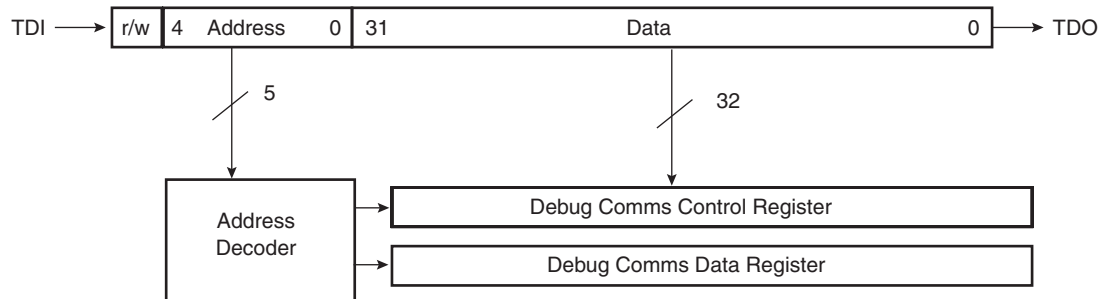 TDI r/w 4 Address 0 31 Data 0 TDO
5 32
Address
Decoder
Debug Comms Control Register
Debug Comms Data Register